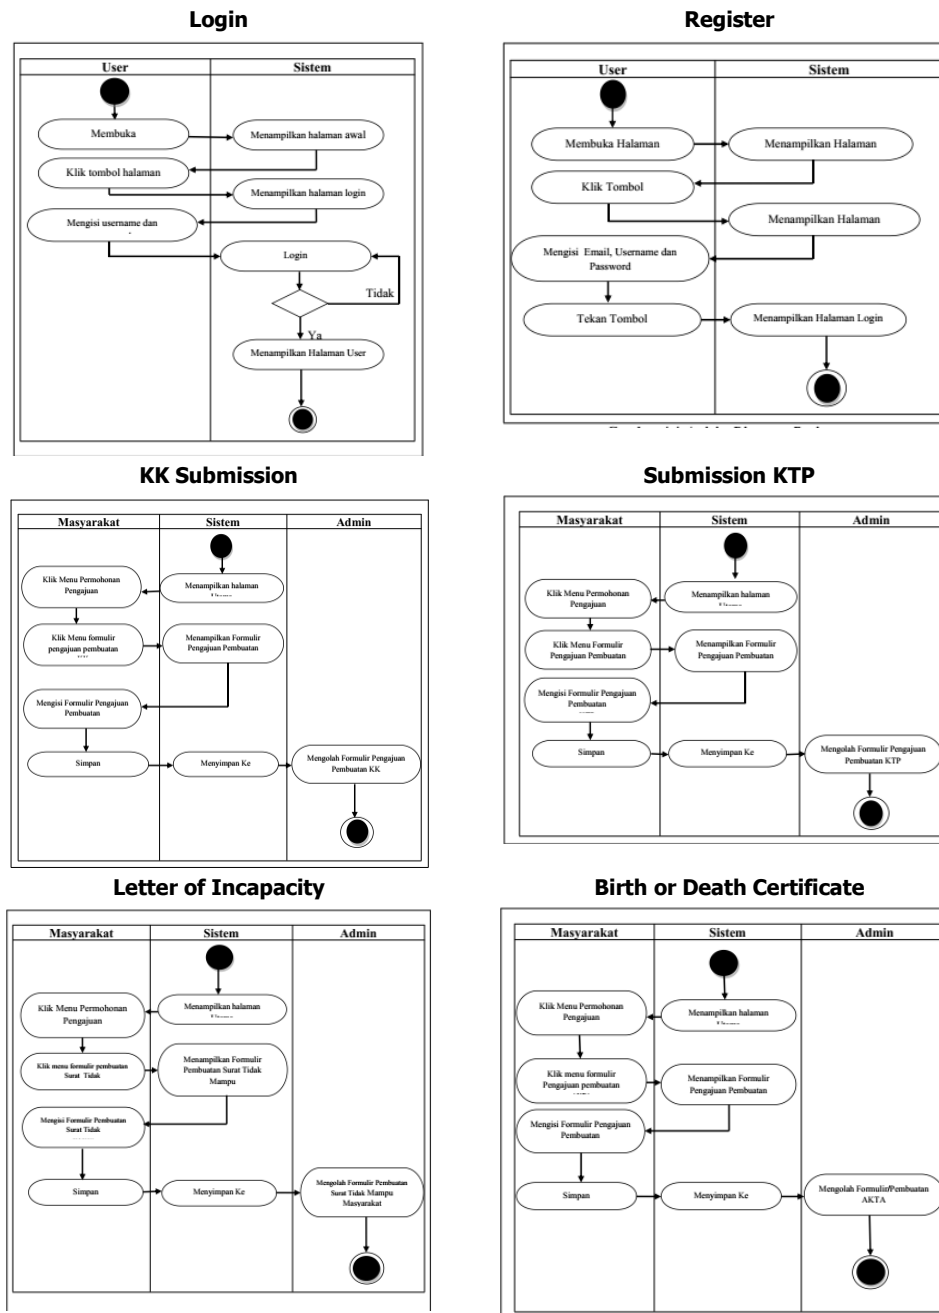 Login
User
Sistem
Membuka
Menampilkan halaman awal
Klik tombol halaman
Menampilkan halaman login
Mengisi username dan
Login
Tidak
Ya
Menampilkan Halaman User
Register
User
Sistem
Membuka Halaman
Menampilkan Halaman
Klik Tombol
Menampilkan Halaman
Mengisi Email, Username dan
Password
Tekan Tombol
Menampilkan Halaman Login
KK Submission
Masyarakat
Sistem
Admin
Klik Menu Permohonan
Pengajuan
Menampilkan halaman
Klik Menu formulir
pengajuan pembuatan
Menampilkan Formulir
Pengajuan Pembuatan
Mengisi Formulir Pengajuan
Pembuatan
Simpan
Menyimpan Ke
Mengolah Formulir Pengajuan
Pembuatan KK
Submission KTP
Masyarakat
Sistem
Admin
Klik Menu Permohonan
Pengajuan
Menampilkan halaman
Klik Menu Formulir
Pengajuan Pembuatan
Menampilkan Formulir
Pengajuan Pembuatan
Mengisi Formulir Pengajuan
Pembuatan
Simpan
Menyimpan Ke
Mengolah Formulir Pengajuan
Pembuatan KTP
Letter of Incapacity
Masyarakat
Sistem
Admin
Klik Menu Permohonan
Pengajuan
Menampilkan halaman
Klik menu formulir pembuatan
Surat Tidak
Menampilkan Formulir
Pembuatan Surat Tidak
Mampu
Mengisi Formulir Pembuatan
Surat Tidak
Simpan
Menyimpan Ke
Mengolah Formulir Pembuatan
Surat Tidak Mampu
Masyarakat
Birth or Death Certificate
Masyarakat
Sistem
Admin
Klik Menu Permohonan
Pengajuan
Menampilkan halaman
Klik menu formulir
Pengajuan pembuatan
Menampilkan Formulir
Pengajuan Pembuatan
Mengisi Formulir Pengajuan
Pembuatan
Simpan
Menyimpan Ke
Mengolah Formulir/Pembuatan
AKTA